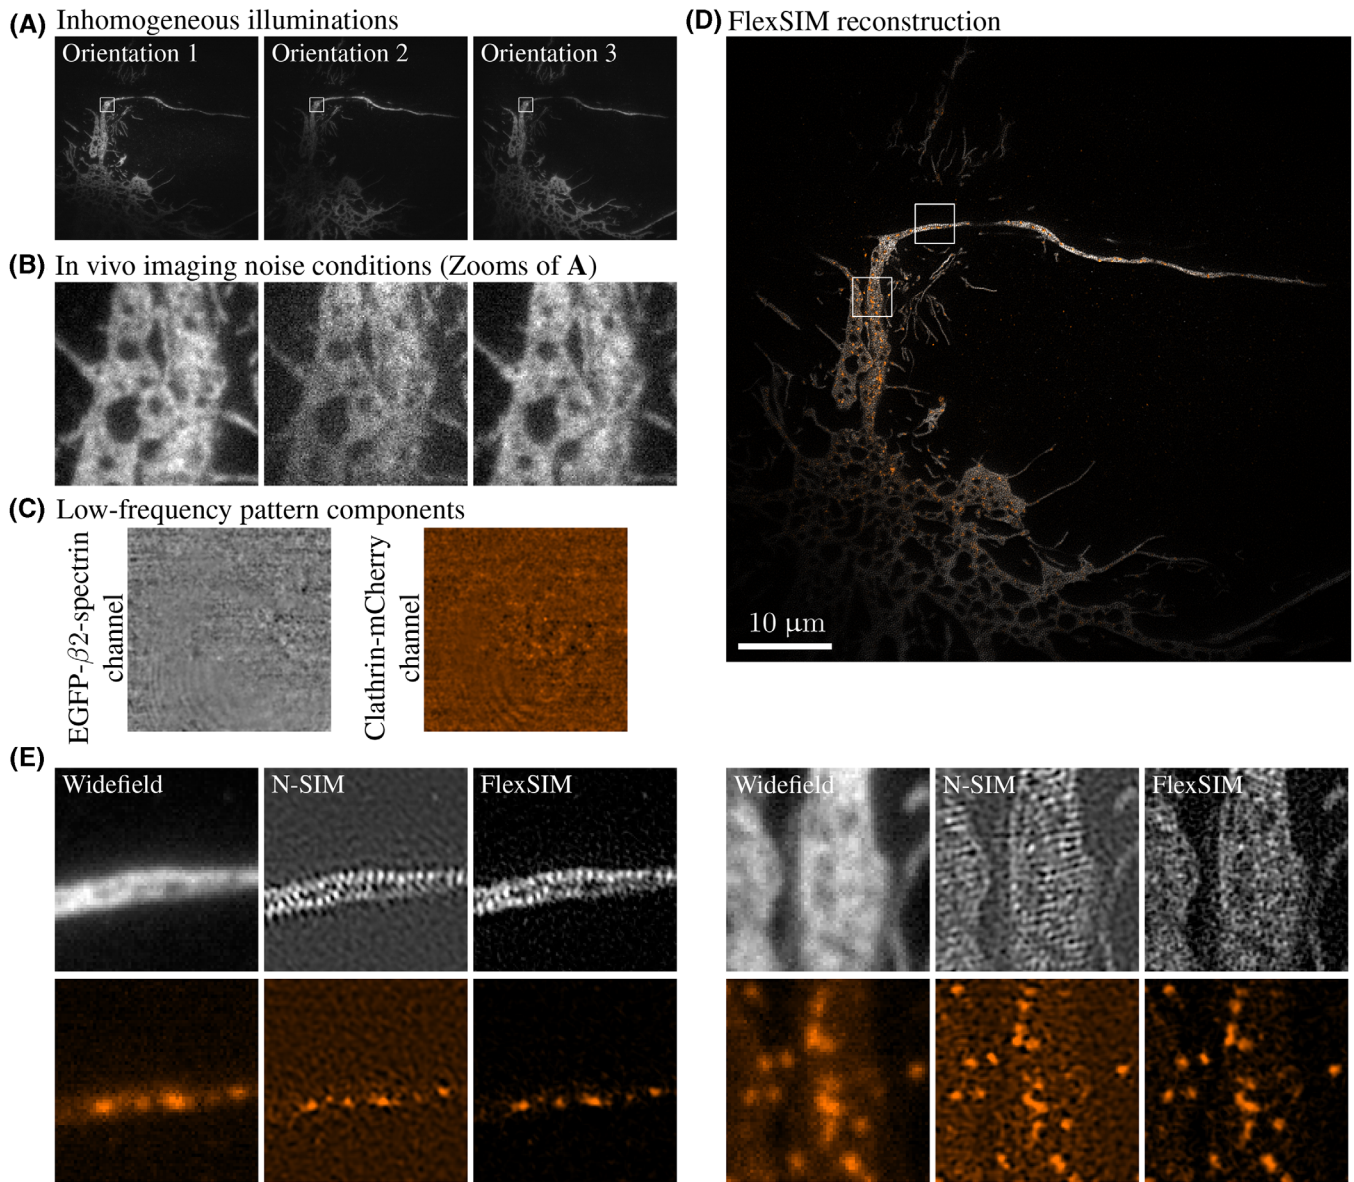 (A) Inhomogeneous illuminations
Orientation 1
Orientation 2
Orientation 3
(B) In vivo imaging noise conditions (Zooms of A)
(C) Low-frequency pattern components
EGFP-β2-spectrin
channel
Clathrin-mCherry
channel
(D) FlexSIM reconstruction
10 μm
(E)
Widefield
N-SIM
FlexSIM
Widefield
N-SIM
FlexSIM